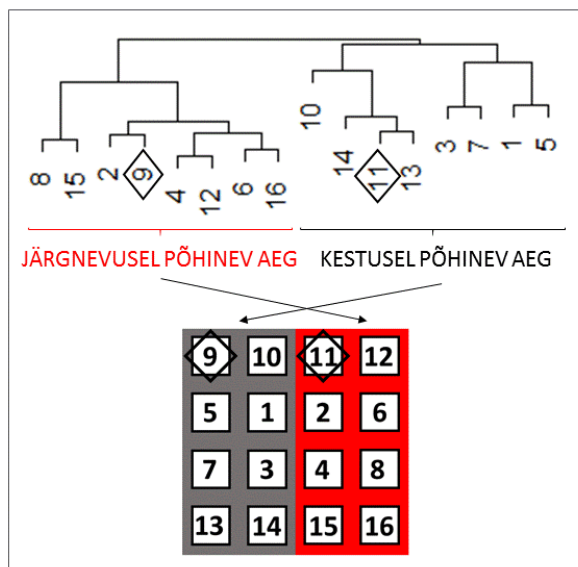 8 15 2 9 4 12 6 16 10 14 11 13 3 7 1 5
JÄRGNEVUSEL PÕHINEV AEG KESTUSEL PÕHINEV AEG
9 10 11 12
5 1 2 6
7 3 4 8
13 14 15 16